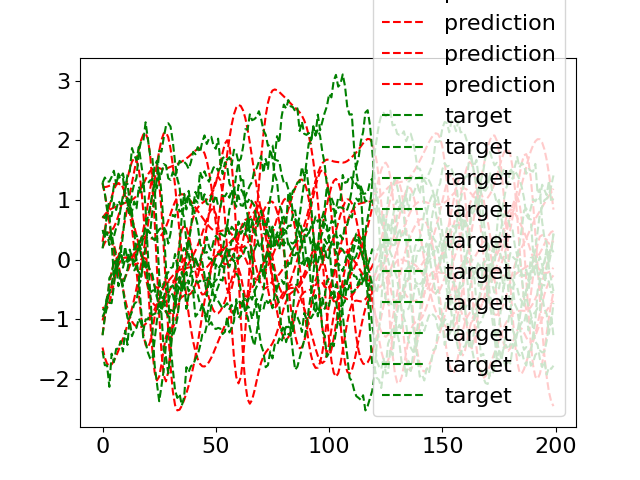 prediction
prediction
prediction
target
target
target
target
target
target
target
target
target
target
3
2
1
0
−1
−2
0
50
100
150
200